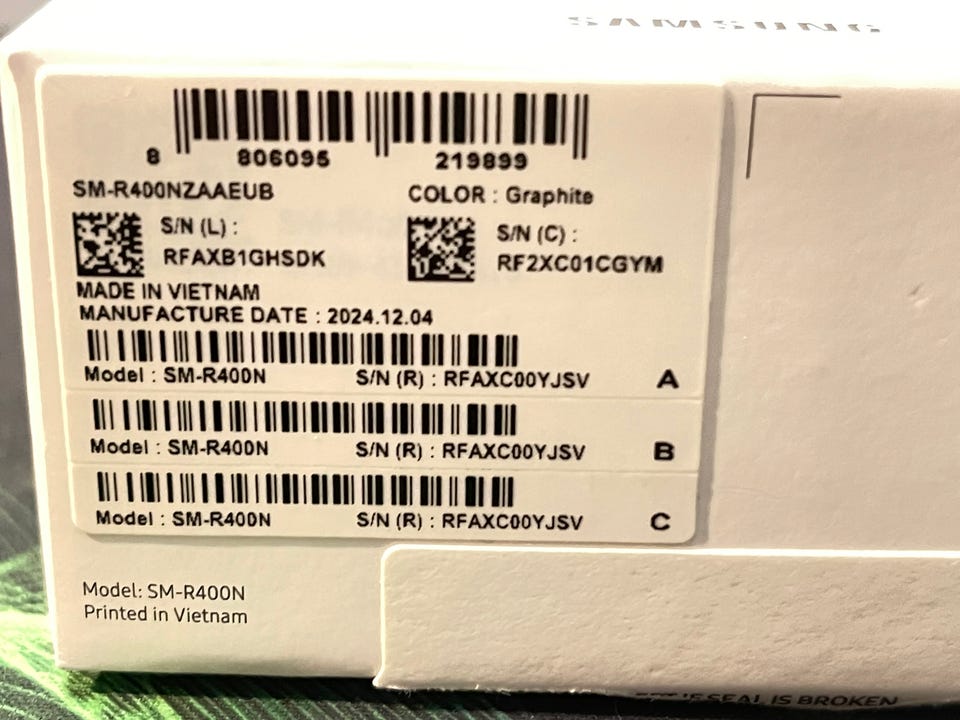 SAMSUNG
8 806095 219899
SM-R400NZAAEUB COLOR : Graphite
S/N (L) : S/N (C) :
RFAXB1GHSDK RF2XC01CGYM
MADE IN VIETNAM
MANUFACTURE DATE : 2024.12.04
Model : SM-R400N S/N (R) : RFAXC00YJSV A
Model : SM-R400N S/N (R) : RFAXC00YJSV B
Model : SM-R400N S/N (R) : RFAXC00YJSV C
Model: SM-R400N
Printed in Vietnam
IF SEAL IS BROKEN